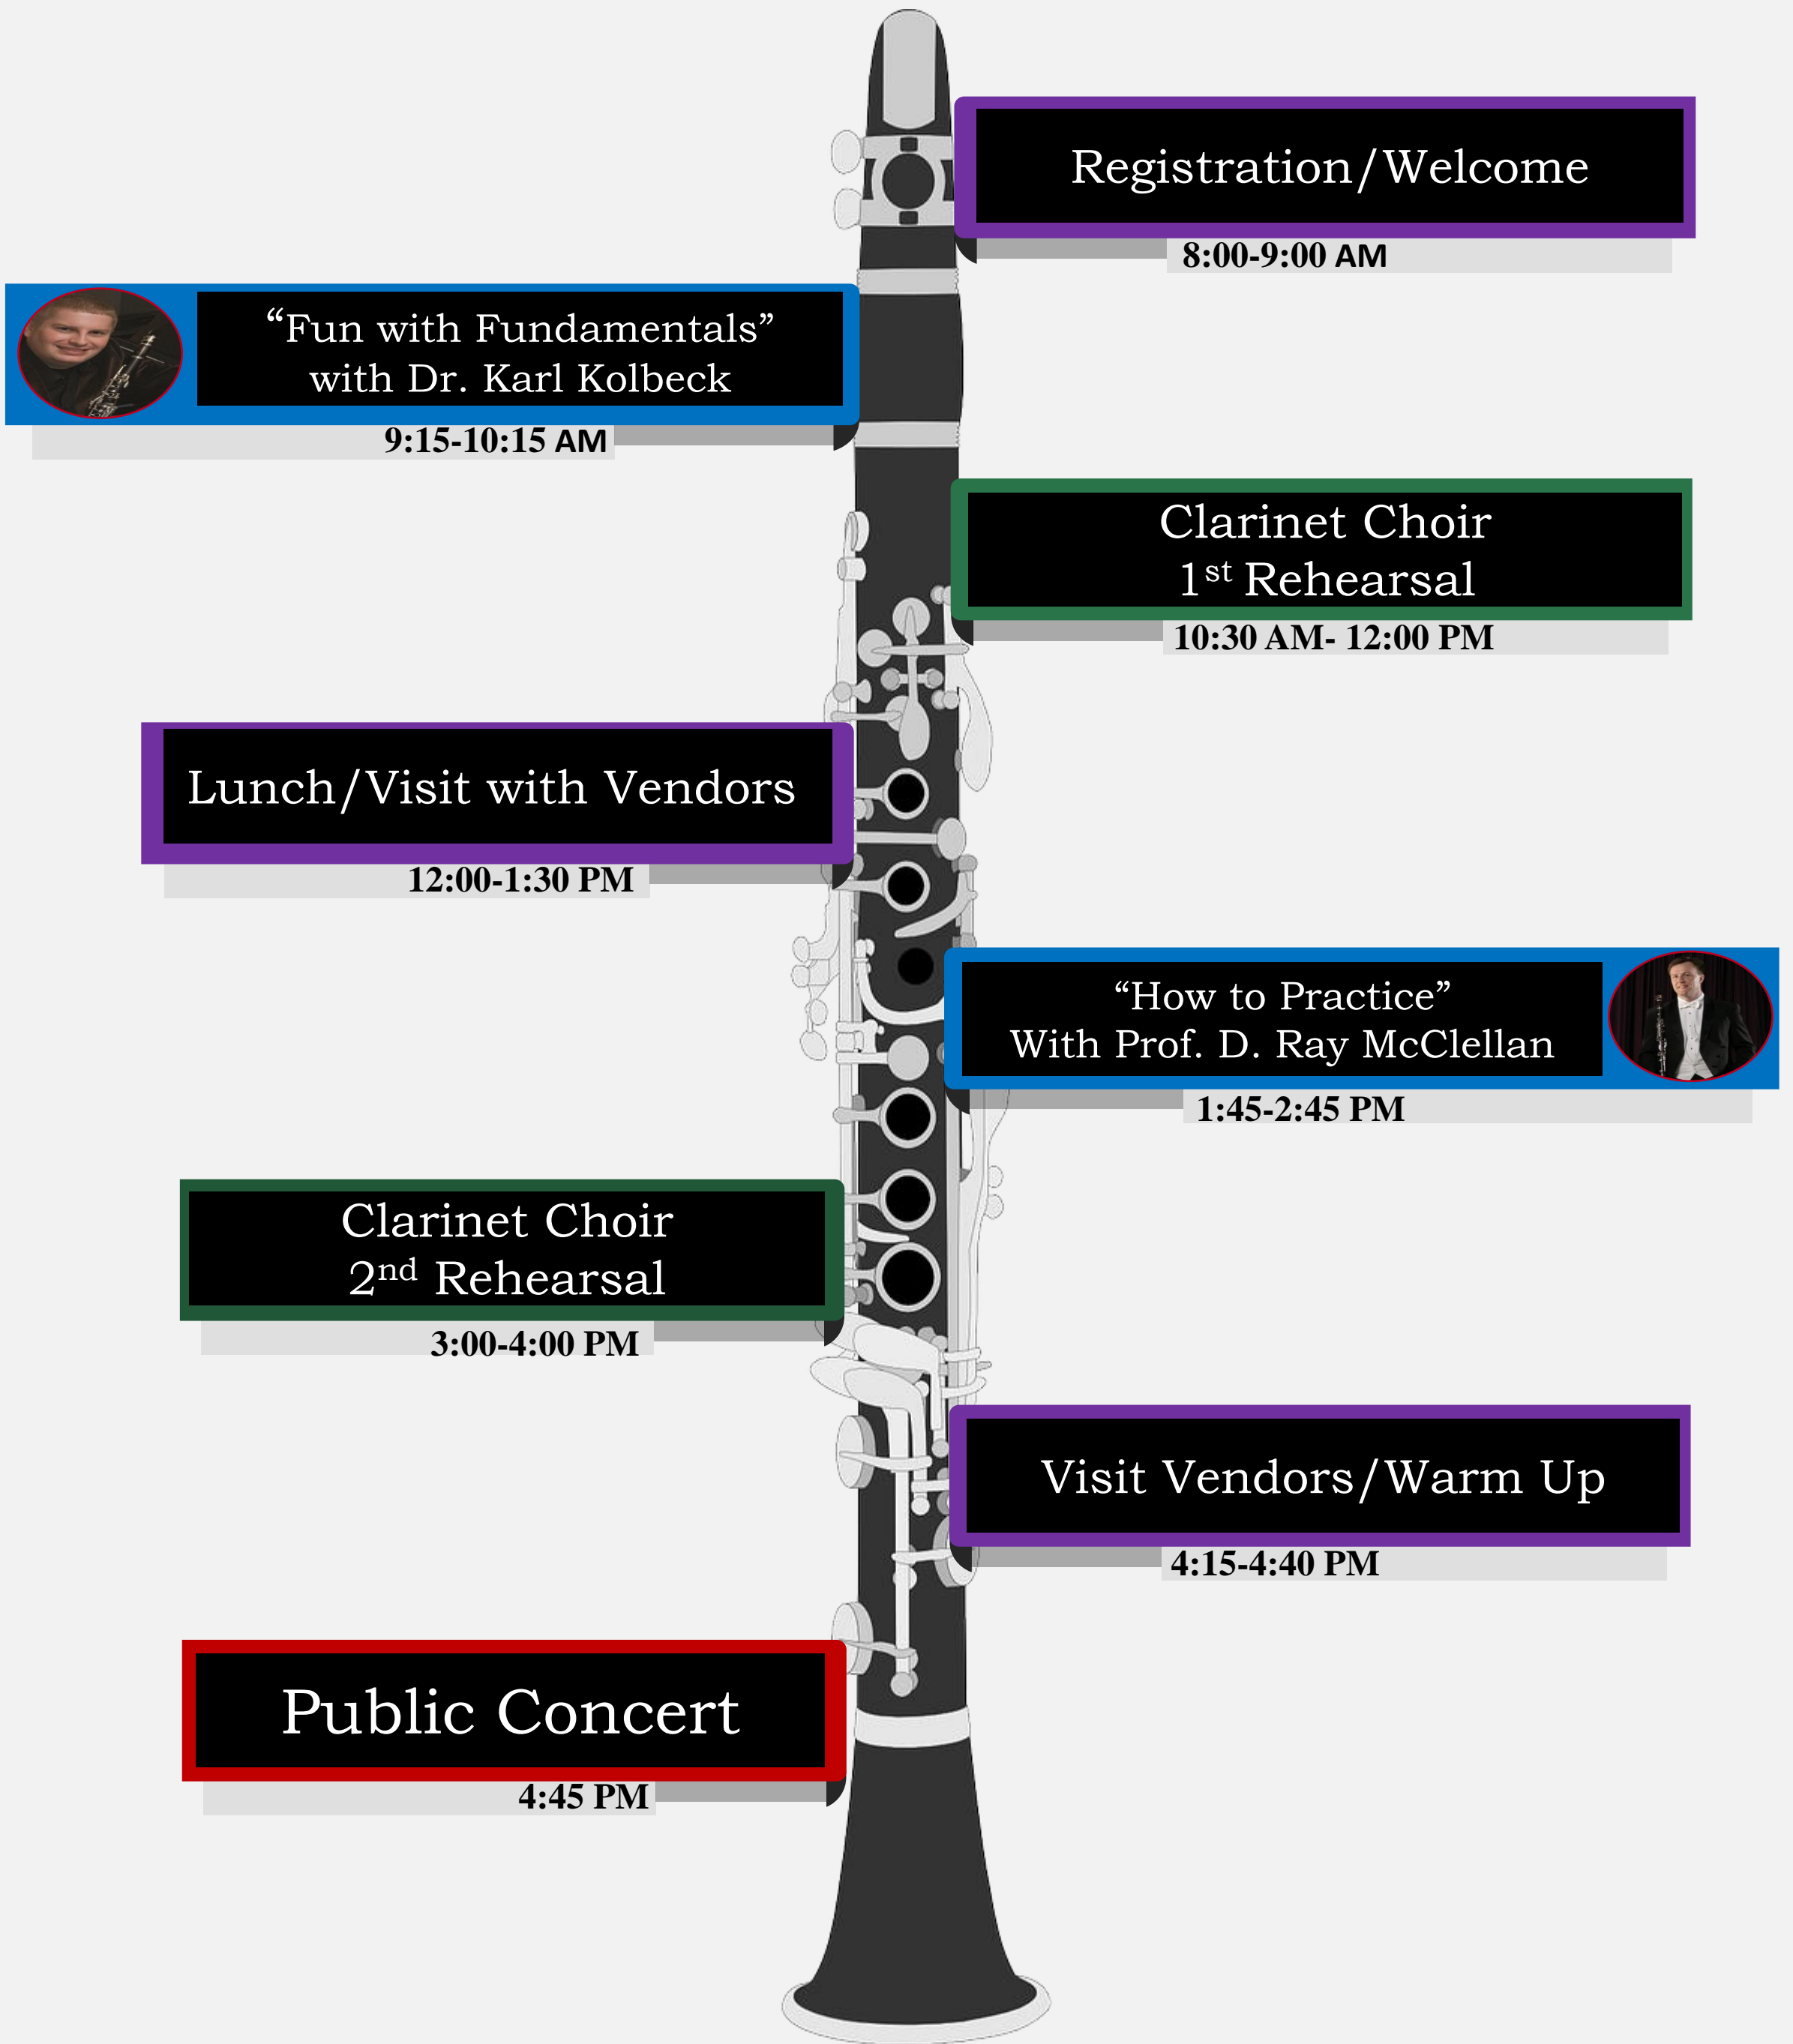 Registration/Welcome
8:00-9:00 AM
“Fun with Fundamentals”
with Dr. Karl Kolbeck
9:15-10:15 AM
Clarinet Choir
1st Rehearsal
10:30 AM- 12:00 PM
Lunch/Visit with Vendors
12:00-1:30 PM
“How to Practice”
With Prof. D. Ray McClellan
1:45-2:45 PM
Clarinet Choir
2nd Rehearsal
3:00-4:00 PM
Visit Vendors/Warm Up
4:15-4:40 PM
Public Concert
4:45 PM